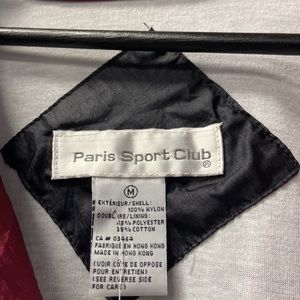 Paris Sport Club
®
M
EXTÉRIEUR/SHELL:
100% NYLON
DOUBLURE/LINING:
65% POLYESTER
35% COTTON
CA # 03464
FABRIQUÉ EN HONG KONG
MADE IN HONG KONG
(VOIR CÔTÉ DE OPPOSE
POUR ENTRETIEN)
(SEE REVERSE SIDE
FOR CARE)